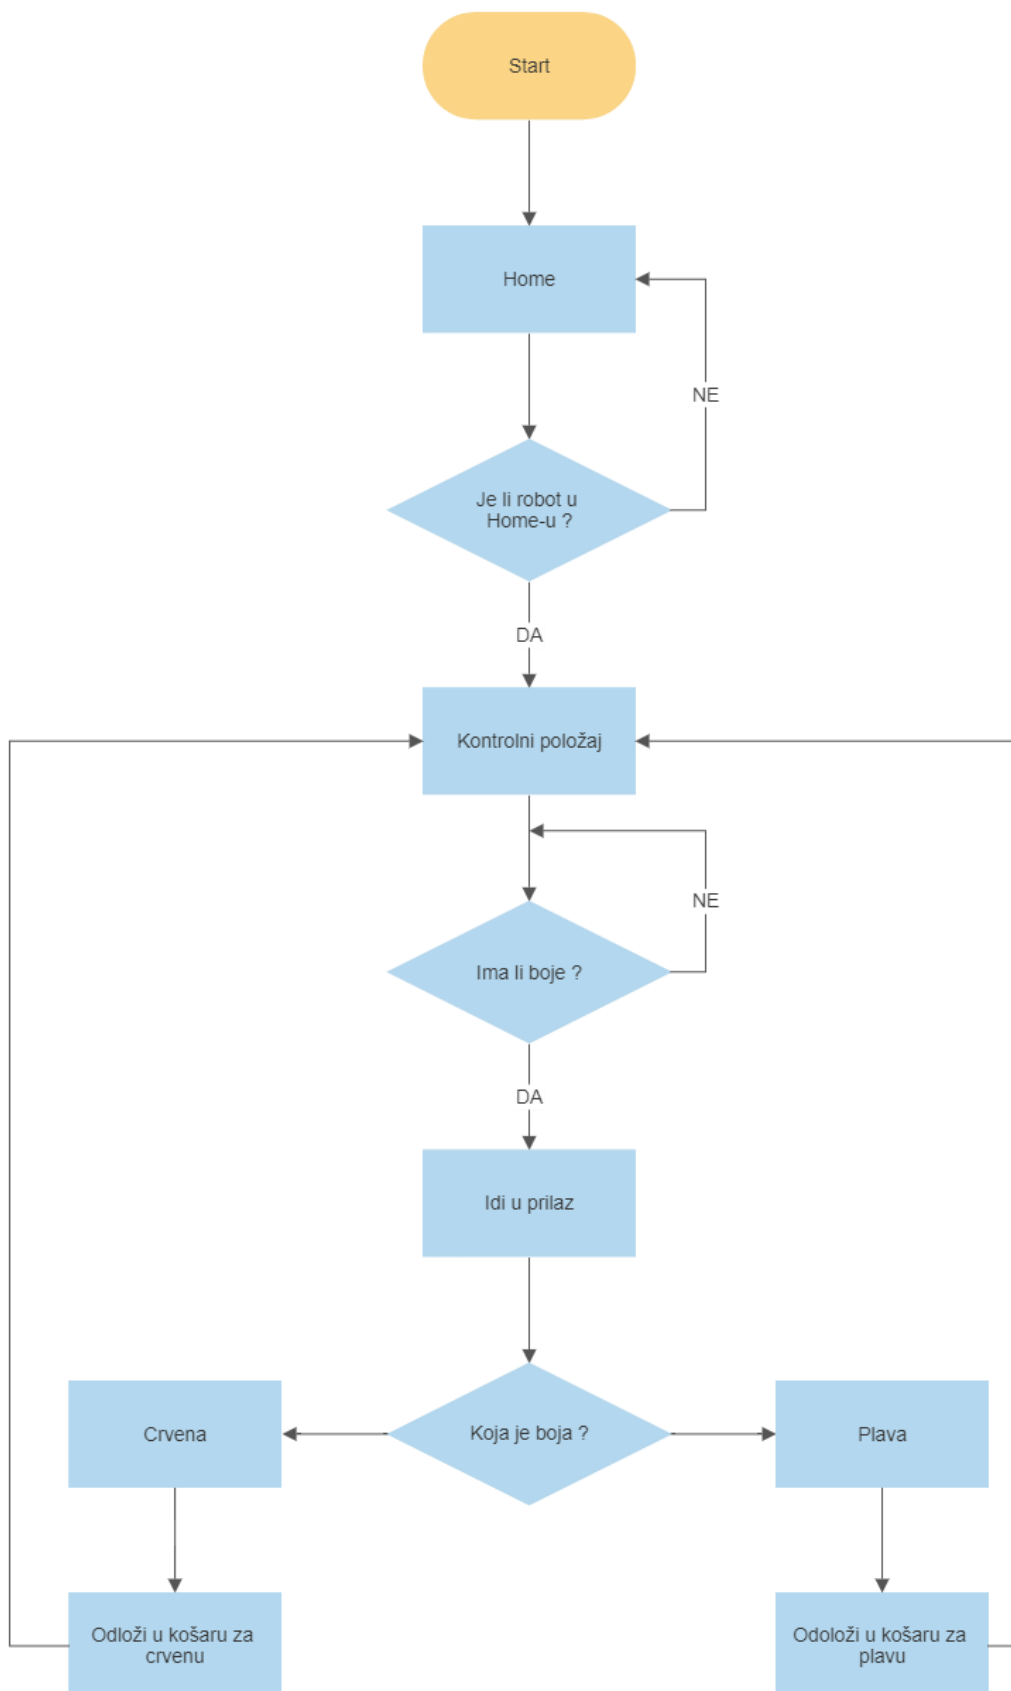 Start
Home
NE
Je li robot u
Home-u ?
DA
Kontrolni položaj
NE
Ima li boje ?
DA
Idi u prilaz
Crvena
Koja je boja ?
Plava
Odloži u košaru za
crvenu
Odoloži u košaru za
plavu